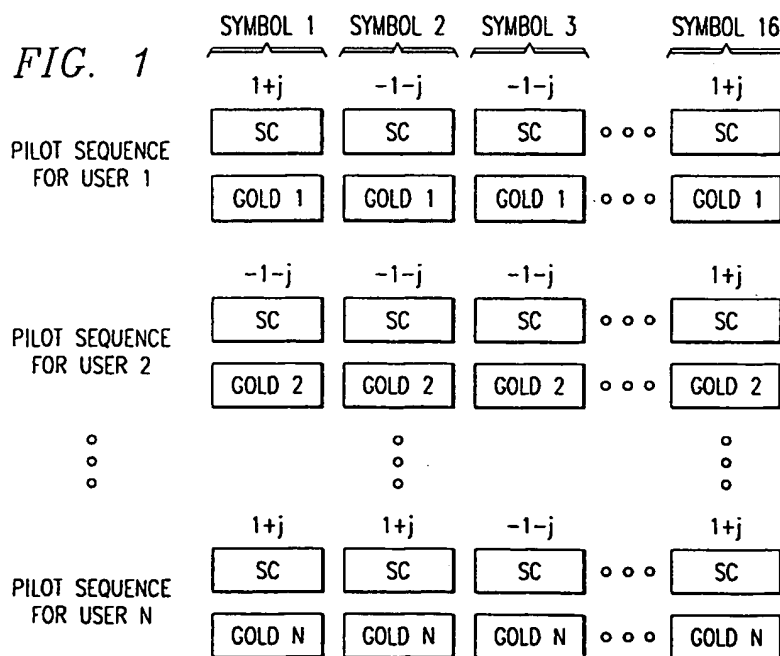 FIG. 1
SYMBOL 1 SYMBOL 2 SYMBOL 3 SYMBOL 16
1+j -1-j -1-j 1+j
PILOT SEQUENCE
FOR USER 1
SC SC SC SC
GOLD 1 GOLD 1 GOLD 1 GOLD 1
-1-j -1-j -1-j 1+j
PILOT SEQUENCE
FOR USER 2
SC SC SC SC
GOLD 2 GOLD 2 GOLD 2 GOLD 2
1+j 1+j -1-j 1+j
PILOT SEQUENCE
FOR USER N
SC SC SC SC
GOLD N GOLD N GOLD N GOLD N